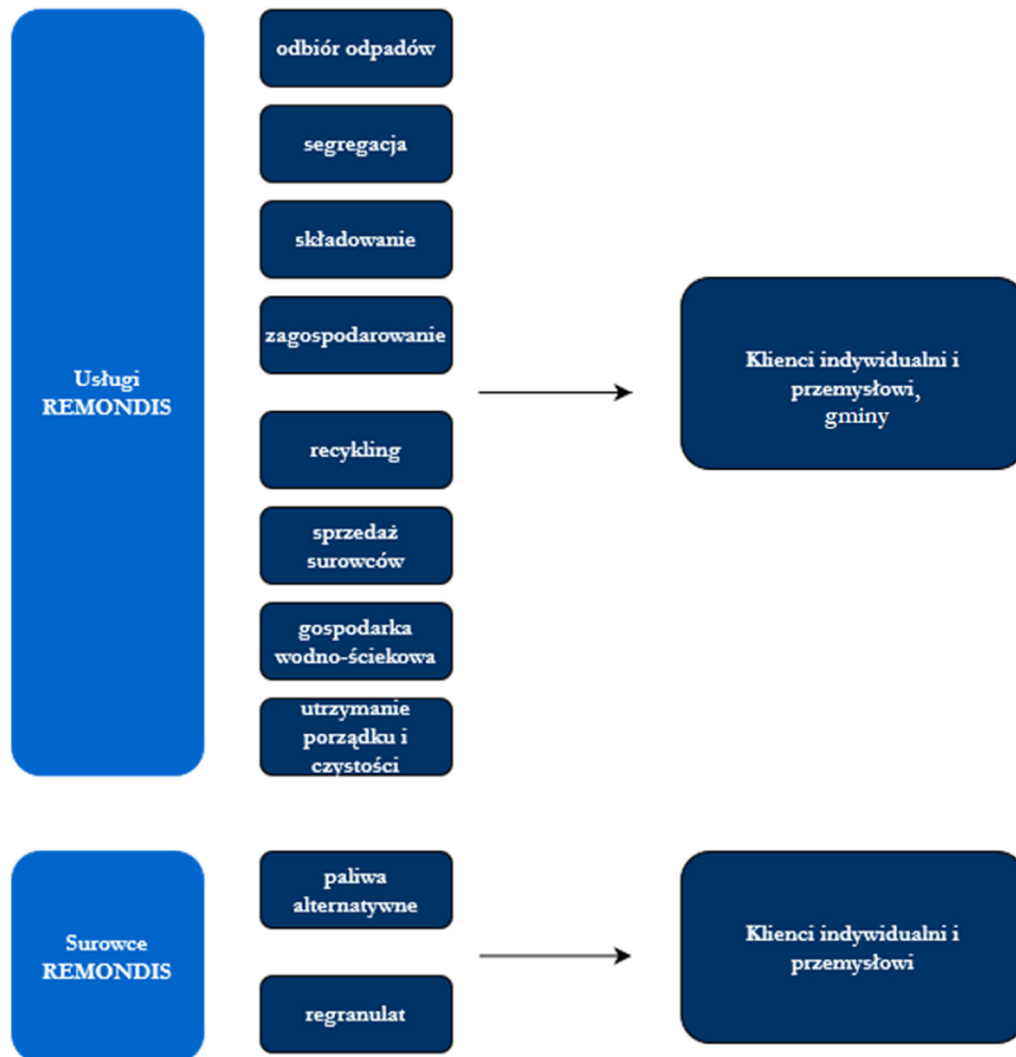 Usługi
REMONDIS
odbiór odpadów
segregacja
składowanie
zagospodarowanie
recykling
sprzedaż
surowców
gospodarka
wodno-ściekowa
utrzymanie
porządku i
czystości
Klienci indywidualni i
przemysłowi,
gminy
Surowce
REMONDIS
paliwa
alternatywne
regranulat
Klienci indywidualni i
przemysłowi